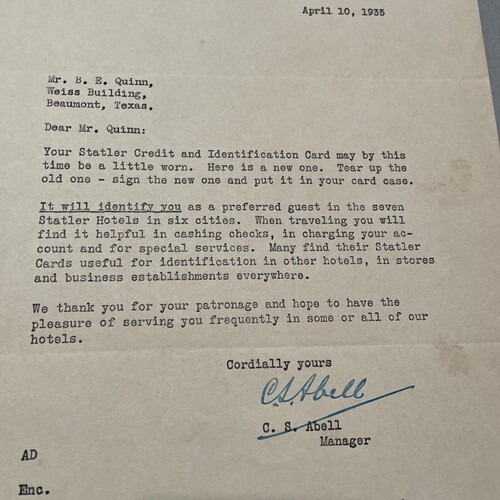 April 10, 1935
Mr. B. E. Quinn,
Weiss Building,
Beaumont, Texas.
Dear Mr. Quinn:
Your Statler Credit and Identification Card may by this
time be a little worn. Here is a new one. Tear up the
old one - sign the new one and put it in your card case.
It will identify you as a preferred guest in the seven
Statler Hotels in six cities. When traveling you will
find it helpful in cashing checks, in charging your ac-
count and for special services. Many find their Statler
Cards useful for identification in other hotels, in stores
and business establishments everywhere.
We thank you for your patronage and hope to have the
pleasure of serving you frequently in some or all of our
hotels.
Cordially yours
C.S. Abell
C. S. Abell
Manager
AD
Enc.